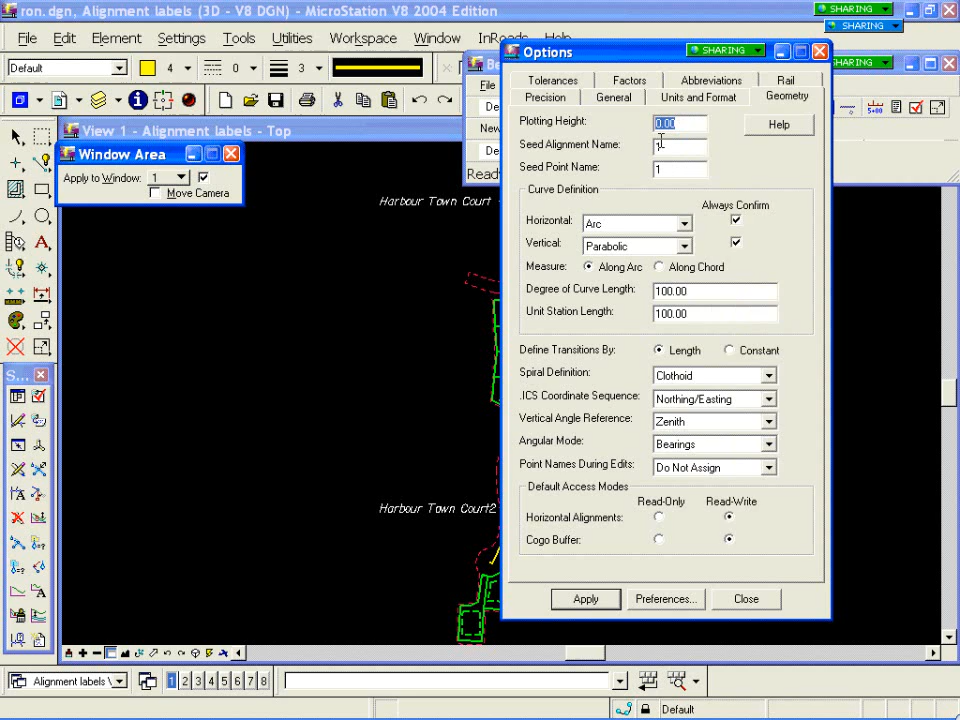 ron.dgn, Alignment labels (3D - V8 DGN) - MicroStation V8 2004 Edition
SHARING
SHARING
File Edit Element Settings Tools Utilities Workspace Window InRoads
Default 4 0 3
Options SHARING
SHARING
File
Tolerances Factors Abbreviations Rail
Precision General Units and Format Geometry
Plotting Height: 0.00 Help
Seed Alignment Name: 1
Seed Point Name: 1
Curve Definition
Always Confirm
Horizontal: Arc
Vertical: Parabolic
Measure: Along Arc Along Chord
Degree of Curve Length: 100.00
Unit Station Length: 100.00
Define Transitions By: Length Constant
Spiral Definition: Clothoid
.ICS Coordinate Sequence: Northing/Easting
Vertical Angle Reference: Zenith
Angular Mode: Bearings
Point Names During Edits: Do Not Assign
Default Access Modes
Read-Only Read-Write
Horizontal Alignments:
Cogo Buffer:
Apply Preferences... Close
View 1 - Alignment labels - Top
Window Area
Apply to Window: 1
Move Camera
Harbour Town Court
Harbour Town Court2
New
Alignment labels
1 2 3 4 5 6 7 8
Default